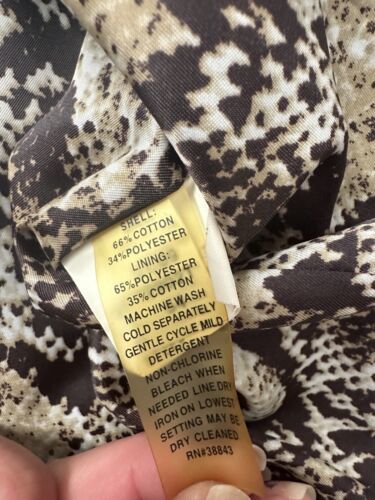 SHELL:
66% COTTON
34% POLYESTER
LINING:
65% POLYESTER
35% COTTON
MACHINE WASH
COLD SEPARATELY
GENTLE CYCLE MILD
DETERGENT
NON-CHLORINE
BLEACH WHEN
NEEDED LINE DRY
IRON ON LOWEST
SETTING MAY BE
DRY CLEANED
RN#38843